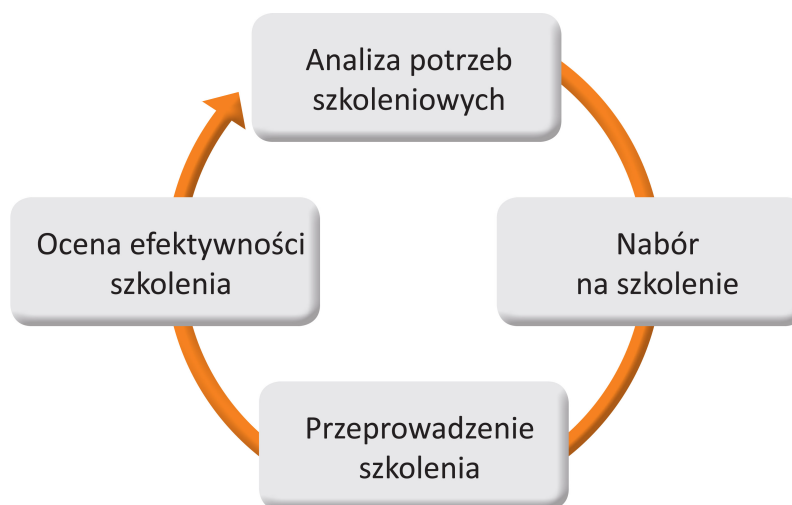 Analiza potrzeb
szkoleniowych
Nabór
na szkolenie
Przeprowadzenie
szkolenia
Ocena efektywności
szkolenia